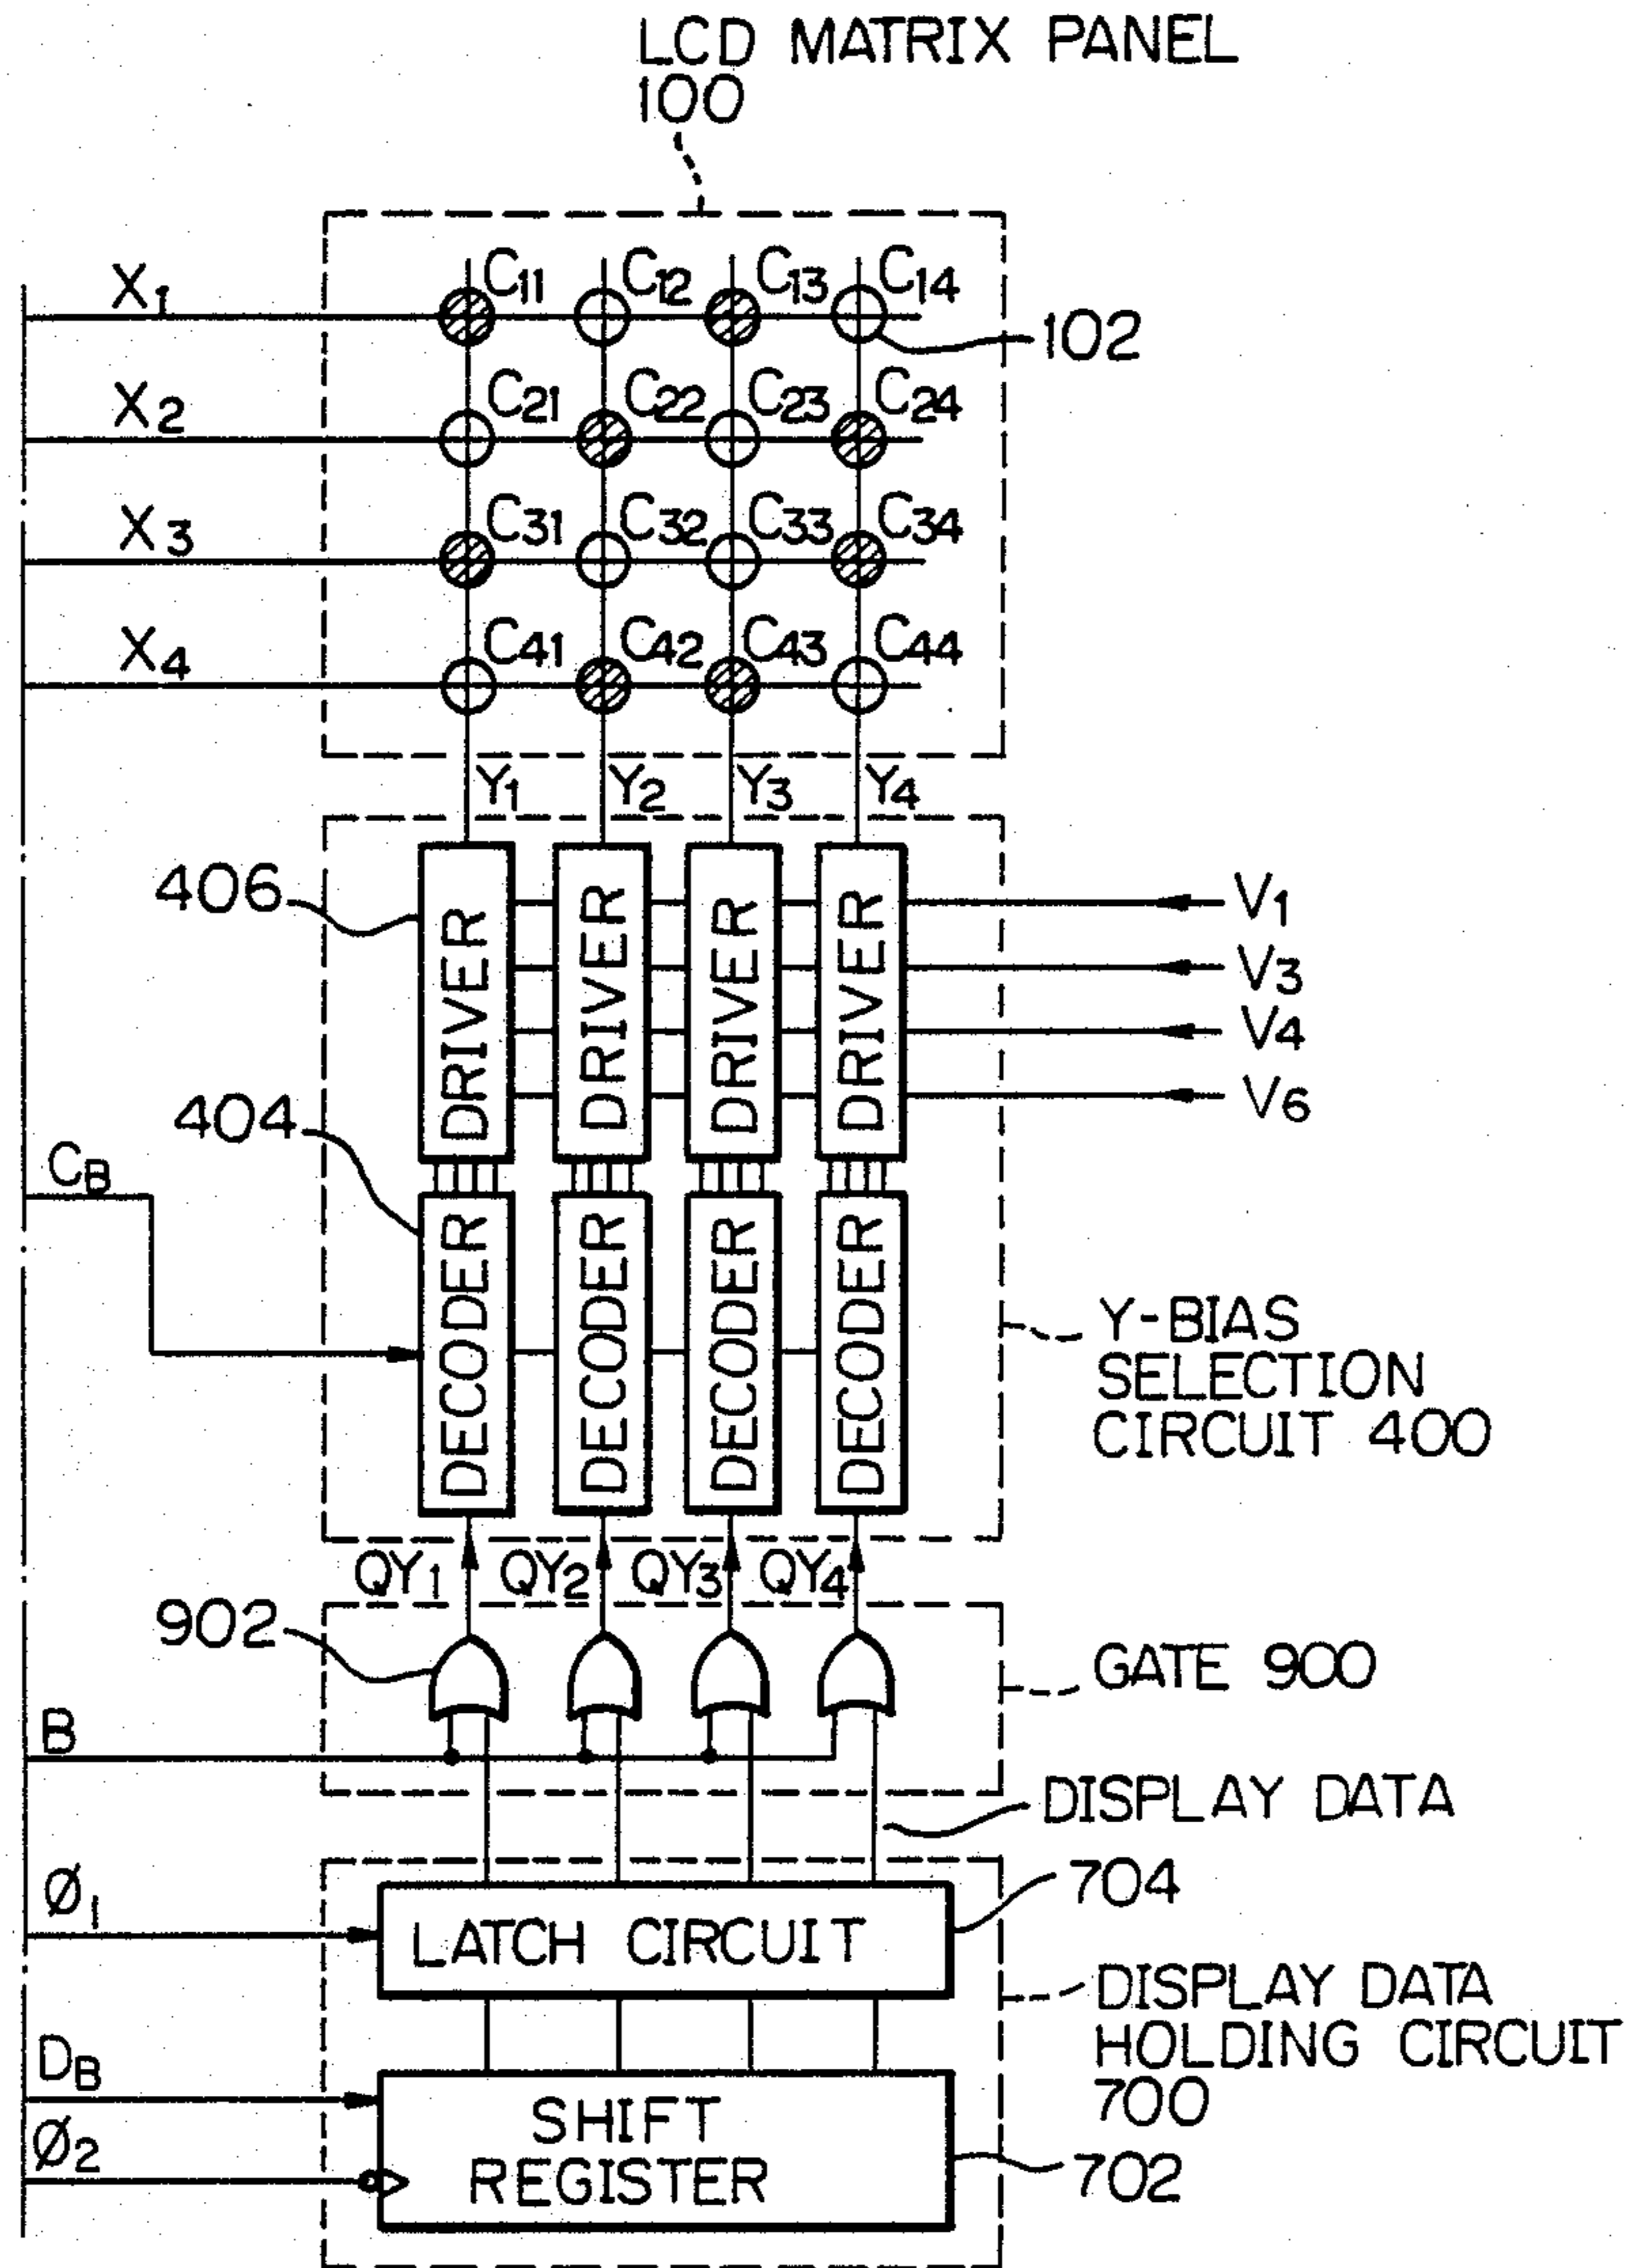 LCD MATRIX PANEL
100
X1 C11 C12 C13 C14
102
X2 C21 C22 C23 C24
X3 C31 C32 C33 C34
X4 C41 C42 C43 C44
Y1 Y2 Y3 Y4
406 DRIVER DRIVER DRIVER DRIVER
V1
V3
V4
V6
404
CB
DECODER DECODER DECODER DECODER
Y-BIAS
SELECTION
CIRCUIT 400
QY1 QY2 QY3 QY4
902
GATE 900
B
DISPLAY DATA
Ø1
704
LATCH CIRCUIT
DISPLAY DATA
HOLDING CIRCUIT
700
DB
Ø2
SHIFT
REGISTER
702